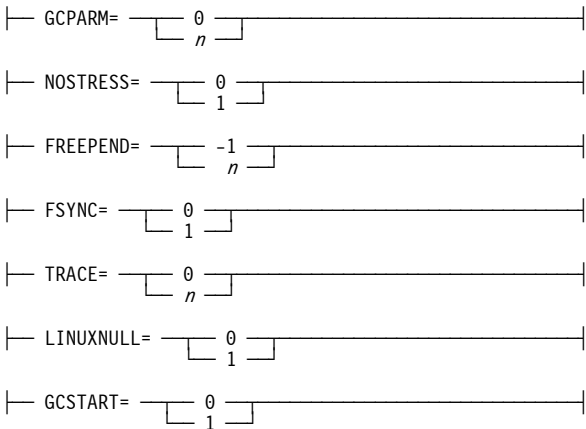 GCPARM= 0
n
NOSTRESS= 0
1
FREEPEND= -1
n
FSYNC= 0
1
TRACE= 0
n
LINUXNULL= 0
1
GCSTART= 0
1